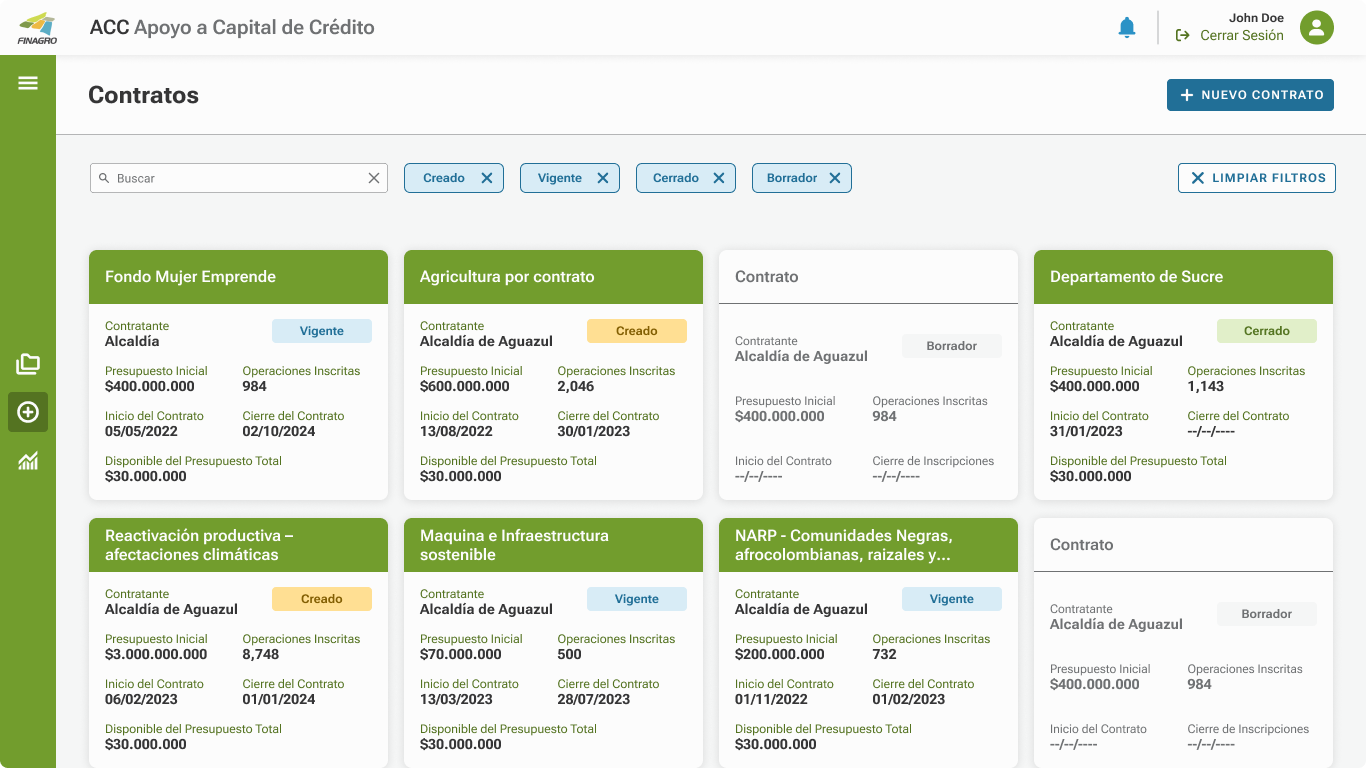 FINAGRO
ACC Apoyo a Capital de Crédito
John Doe
Cerrar Sesión
Contratos
NUEVO CONTRATO
Buscar
Creado
Vigente
Cerrado
Borrador
LIMPIAR FILTROS
Fondo Mujer Emprende
Contratante
Alcaldía
Vigente
Presupuesto Inicial
$400.000.000
Operaciones Inscritas
984
Inicio del Contrato
05/05/2022
Cierre del Contrato
02/10/2024
Disponible del Presupuesto Total
$30.000.000
Agricultura por contrato
Contratante
Alcaldía de Aguazul
Creado
Presupuesto Inicial
$600.000.000
Operaciones Inscritas
2,046
Inicio del Contrato
13/08/2022
Cierre del Contrato
30/01/2023
Disponible del Presupuesto Total
$30.000.000
Contrato
Contratante
Alcaldía de Aguazul
Borrador
Presupuesto Inicial
$400.000.000
Operaciones Inscritas
984
Inicio del Contrato
--/--/----
Cierre de Inscripciones
--/--/----
Departamento de Sucre
Contratante
Alcaldía de Aguazul
Cerrado
Presupuesto Inicial
$400.000.000
Operaciones Inscritas
1,143
Inicio del Contrato
31/01/2023
Cierre del Contrato
--/--/----
Disponible del Presupuesto Total
$30.000.000
Reactivación productiva –
afectaciones climáticas
Contratante
Alcaldía de Aguazul
Creado
Presupuesto Inicial
$3.000.000.000
Operaciones Inscritas
8,748
Inicio del Contrato
06/02/2023
Cierre del Contrato
01/01/2024
Disponible del Presupuesto Total
$30.000.000
Maquina e Infraestructura
sostenible
Contratante
Alcaldía de Aguazul
Vigente
Presupuesto Inicial
$70.000.000
Operaciones Inscritas
500
Inicio del Contrato
13/03/2023
Cierre del Contrato
28/07/2023
Disponible del Presupuesto Total
$30.000.000
NARP - Comunidades Negras,
afrocolombianas, raizales y...
Contratante
Alcaldía de Aguazul
Vigente
Presupuesto Inicial
$200.000.000
Operaciones Inscritas
732
Inicio del Contrato
01/11/2022
Cierre del Contrato
01/02/2023
Disponible del Presupuesto Total
$30.000.000
Contrato
Contratante
Alcaldía de Aguazul
Borrador
Presupuesto Inicial
$400.000.000
Operaciones Inscritas
984
Inicio del Contrato
--/--/----
Cierre de Inscripciones
--/--/----